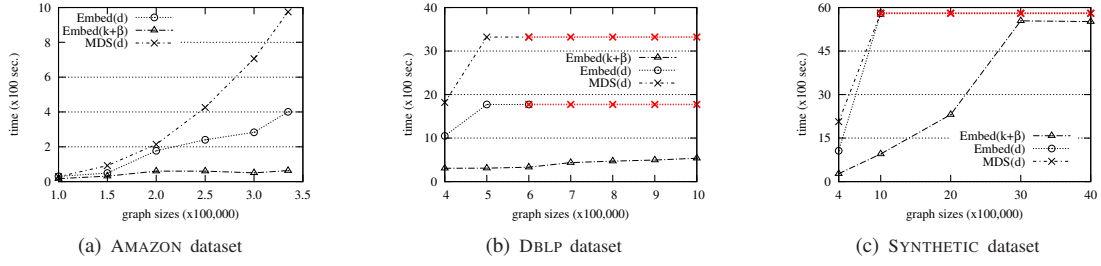 10
8
6
4
2
0
1.0 1.5 2.0 2.5 3.0 3.5
time (x100 sec.)
graph sizes (x100,000)
Embed(d)
Embed(k+β)
MDS(d)
(a) AMAZON dataset
40
30
20
10
0
4 5 6 7 8 9 10
time (x100 sec.)
graph sizes (x100,000)
Embed(k+β)
Embed(d)
MDS(d)
(b) DBLP dataset
60
45
30
15
0
4 10 20 30 40
time (x100 sec.)
graph sizes (x100,000)
Embed(k+β)
Embed(d)
MDS(d)
(c) SYNTHETIC dataset